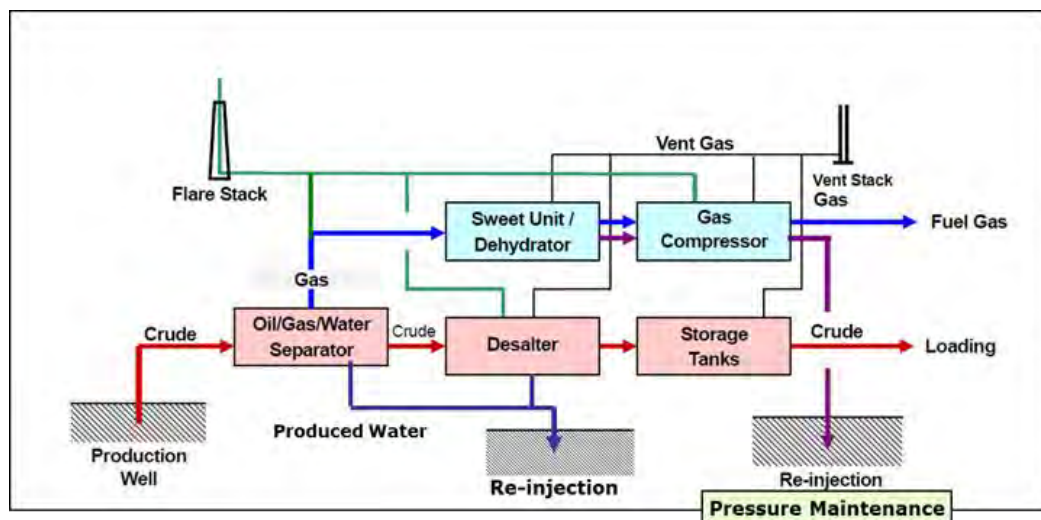 Vent Gas
Flare Stack
Vent Stack
Gas
Sweet Unit /
Dehydrator
Gas
Compressor
Fuel Gas
Gas
Crude
Oil/Gas/Water
Separator
Crude
Desalter
Storage
Tanks
Crude
Loading
Produced Water
Production
Well
Re-injection
Re-injection
Pressure Maintenance